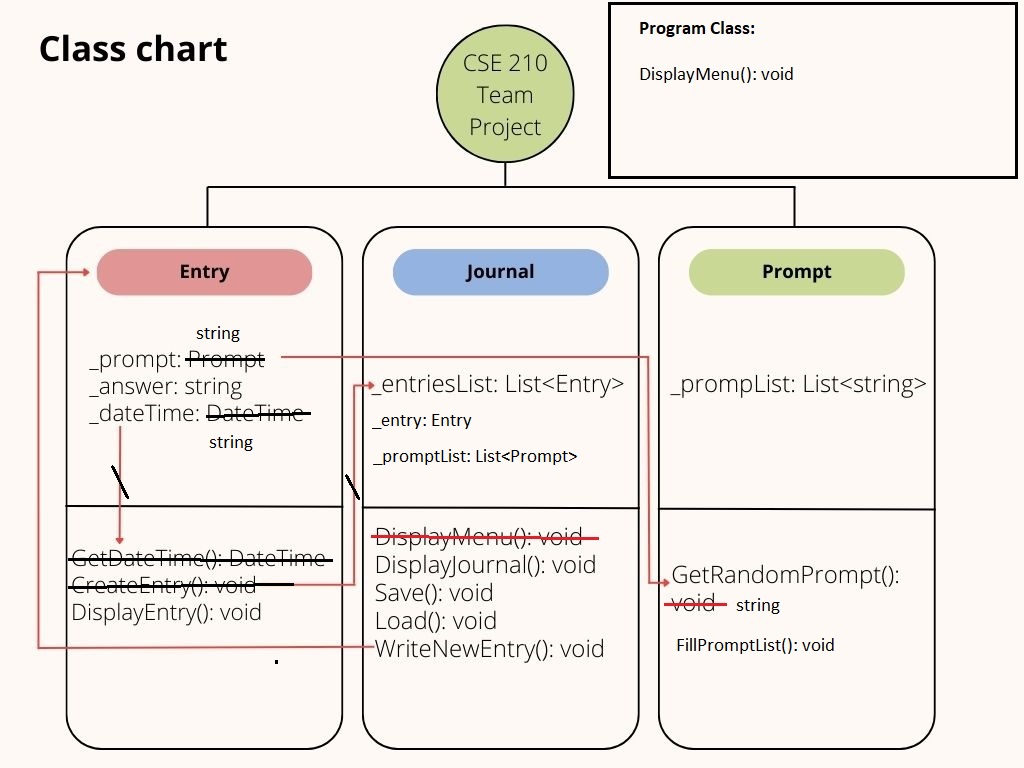 Class chart
CSE 210
Team
Project
Program Class:
DisplayMenu(): void
Entry
string
_prompt: Prompt
_answer: string
_dateTime: DateTime
string
GetDateTime(): DateTime
CreateEntry(): void
DisplayEntry(): void
Journal
_entriesList: List<Entry>
_entry: Entry
_promptList: List<Prompt>
DisplayMenu(): void
DisplayJournal(): void
Save(): void
Load(): void
WriteNewEntry(): void
Prompt
_prompList: List<string>
GetRandomPrompt():
void string
FillPromptList(): void